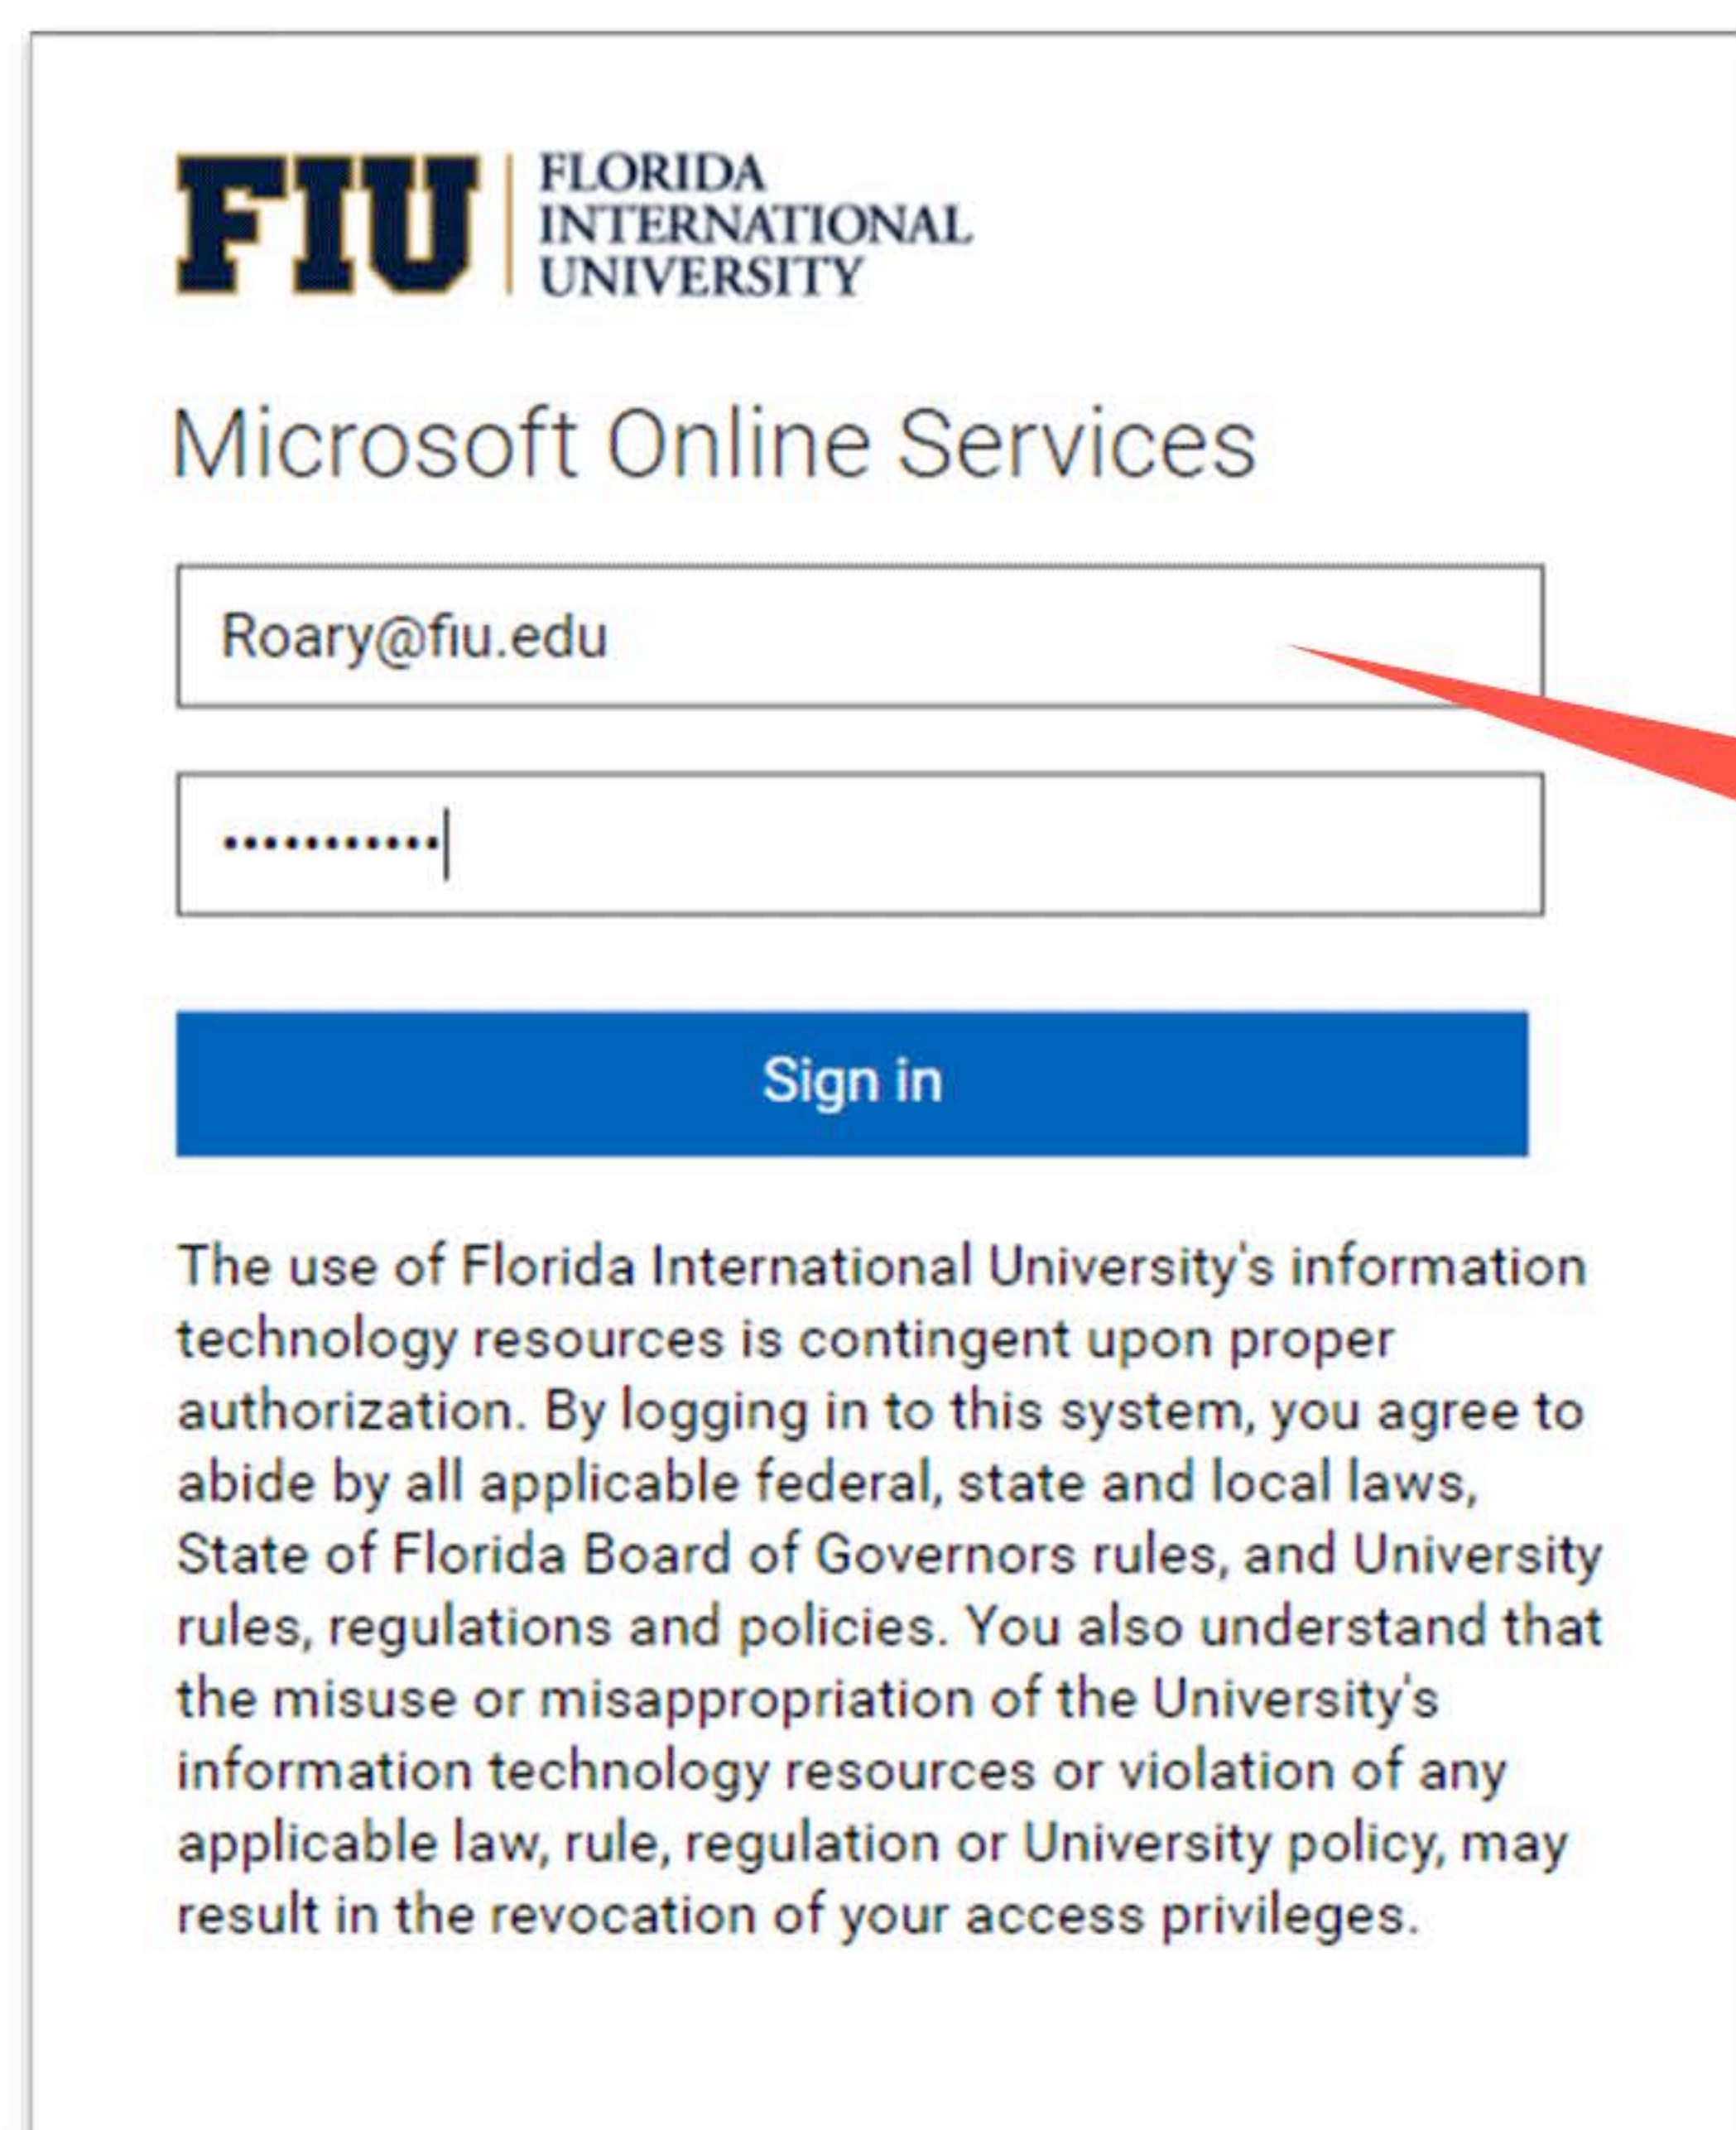 FIU
FLORIDA
INTERNATIONAL
UNIVERSITY
Microsoft Online Services
Roary@fiu.edu
•••••••••••
Sign in
The use of Florida International University's information
technology resources is contingent upon proper
authorization. By logging in to this system, you agree to
abide by all applicable federal, state and local laws,
State of Florida Board of Governors rules, and University
rules, regulations and policies. You also understand that
the misuse or misappropriation of the University's
information technology resources or violation of any
applicable law, rule, regulation or University policy, may
result in the revocation of your access privileges.